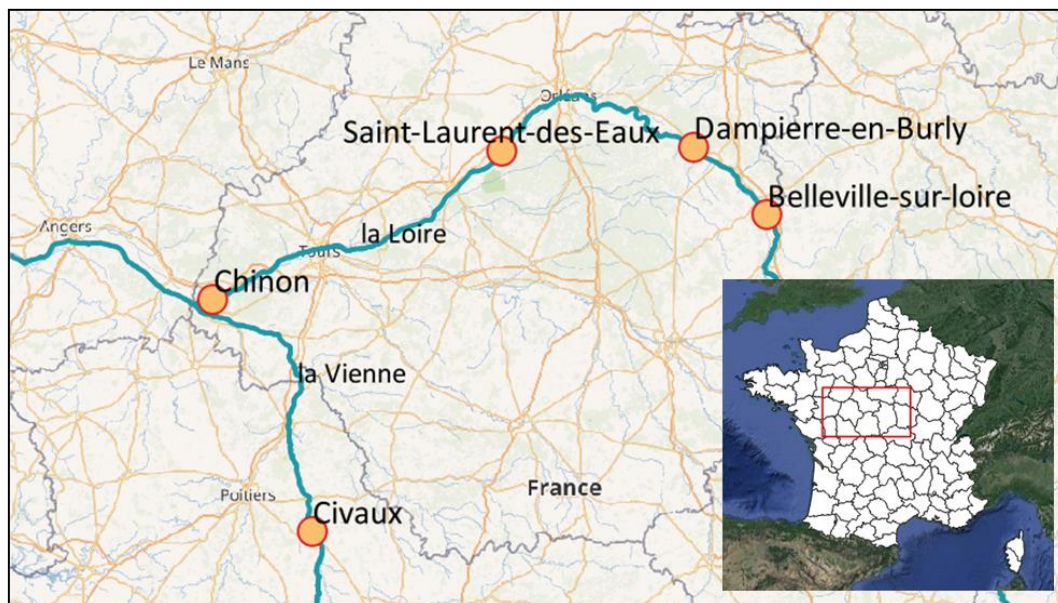 Le Mans
Orléans
Saint-Laurent-des-Eaux
Dampierre-en-Burly
Belleville-sur-loire
Angers
la Loire
Tours
Chinon
la Vienne
Poitiers
France
Civaux